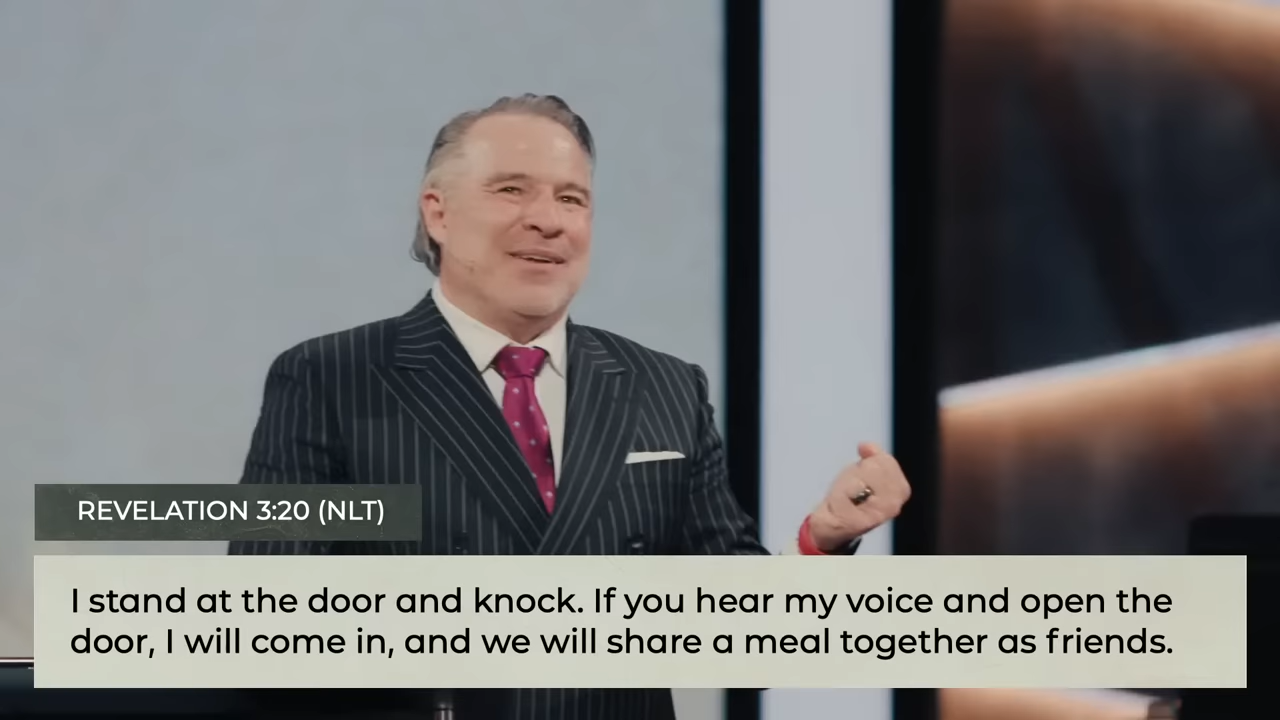 REVELATION 3:20 (NLT)
I stand at the door and knock. If you hear my voice and open the
door, I will come in, and we will share a meal together as friends.